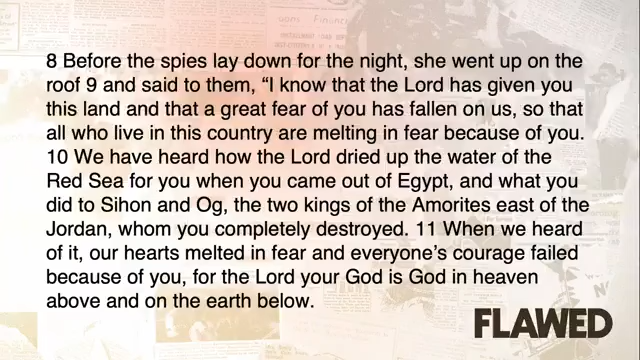 8 Before the spies lay down for the night, she went up on the
roof 9 and said to them, “I know that the Lord has given you
this land and that a great fear of you has fallen on us, so that
all who live in this country are melting in fear because of you.
10 We have heard how the Lord dried up the water of the
Red Sea for you when you came out of Egypt, and what you
did to Sihon and Og, the two kings of the Amorites east of the
Jordan, whom you completely destroyed. 11 When we heard
of it, our hearts melted in fear and everyone’s courage failed
because of you, for the Lord your God is God in heaven
above and on the earth below.
FLAWED